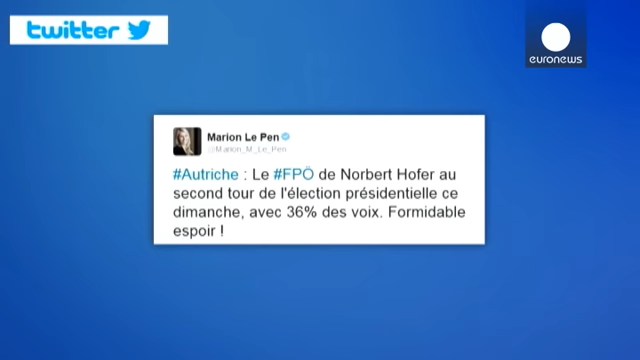 twitter
euronews
Marion Le Pen
@Marion_M_Le_Pen
#Autriche : Le #FPÖ de Norbert Hofer au
second tour de l'élection présidentielle ce
dimanche, avec 36% des voix. Formidable
espoir !